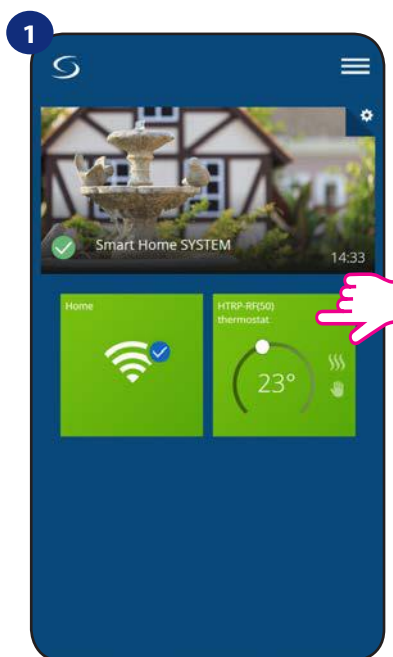 1
Smart Home SYSTEM
14:33
Home
HTRP-RF(50)
thermostat
23°